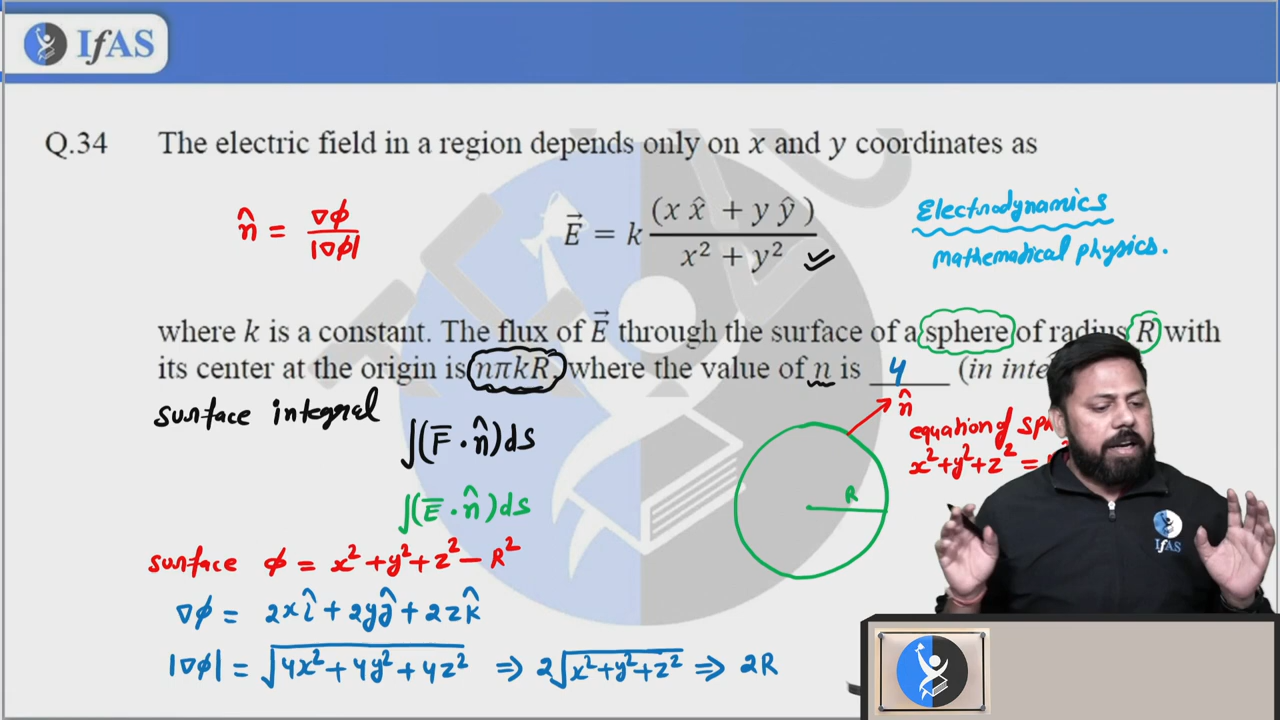 IfAS
Q.34 The electric field in a region depends only on x and y coordinates as
n̂ = ∇ϕ / |∇ϕ|
E⃗ = k (x x̂ + y ŷ) / x² + y²
Electrodynamics
mathematical physics.
where k is a constant. The flux of E⃗ through the surface of a sphere of radius R with
its center at the origin is nπkR, where the value of n is 4 (in inte
surface integral
∫(F̅ · n̂)ds
n̂
equation of sp
x² + y² + z² =
R
∫(E̅ · n̂)ds
IfAS
surface ϕ = x² + y² + z² − R²
∇ϕ = 2xî + 2yĵ + 2zk̂
|∇ϕ| = √4x² + 4y² + 4z² ⇒ 2√x² + y² + z² ⇒ 2R